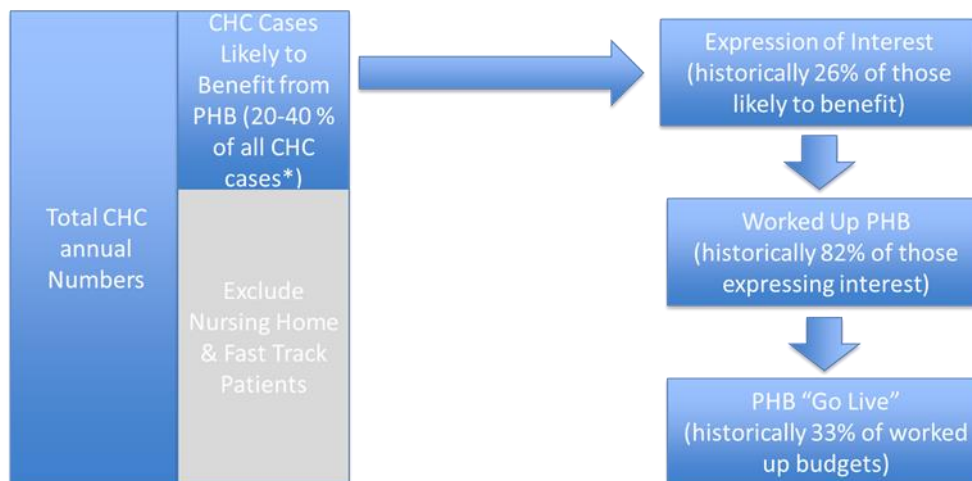 Total CHC
annual
Numbers
CHC Cases
Likely to
Benefit from
PHB (20-40 %
of all CHC
cases*)
Exclude
Nursing Home
& Fast Track
Patients
Expression of Interest
(historically 26% of those
likely to benefit)
Worked Up PHB
(historically 82% of those
expressing interest)
PHB “Go Live”
(historically 33% of worked
up budgets)